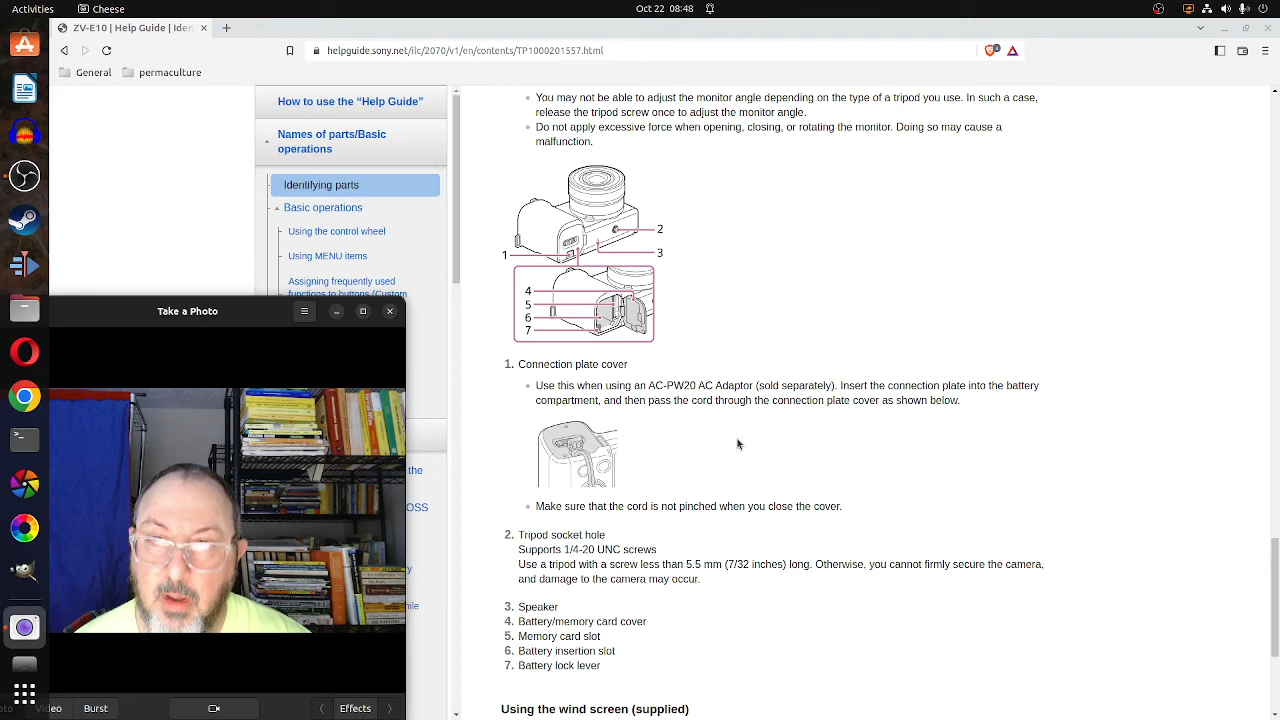 Activities
Cheese
Oct 22 08:48
ZV-E10 | Help Guide | Iden
helpguide.sony.net/ilc/2070/v1/en/contents/TP1000201557.html
General
permaculture
How to use the “Help Guide”
Names of parts/Basic
operations
Identifying parts
Basic operations
Using the control wheel
Using MENU items
Assigning frequently used
functions to buttons (Custom
the
OSS
Take a Photo
Video
Burst
Effects
You may not be able to adjust the monitor angle depending on the type of a tripod you use. In such a case,
release the tripod screw once to adjust the monitor angle.
Do not apply excessive force when opening, closing, or rotating the monitor. Doing so may cause a
malfunction.
1
2
3
4
5
6
7
1. Connection plate cover
Use this when using an AC-PW20 AC Adaptor (sold separately). Insert the connection plate into the battery
compartment, and then pass the cord through the connection plate cover as shown below.
Make sure that the cord is not pinched when you close the cover.
2. Tripod socket hole
Supports 1/4-20 UNC screws
Use a tripod with a screw less than 5.5 mm (7/32 inches) long. Otherwise, you cannot firmly secure the camera,
and damage to the camera may occur.
3. Speaker
4. Battery/memory card cover
5. Memory card slot
6. Battery insertion slot
7. Battery lock lever
Using the wind screen (supplied)